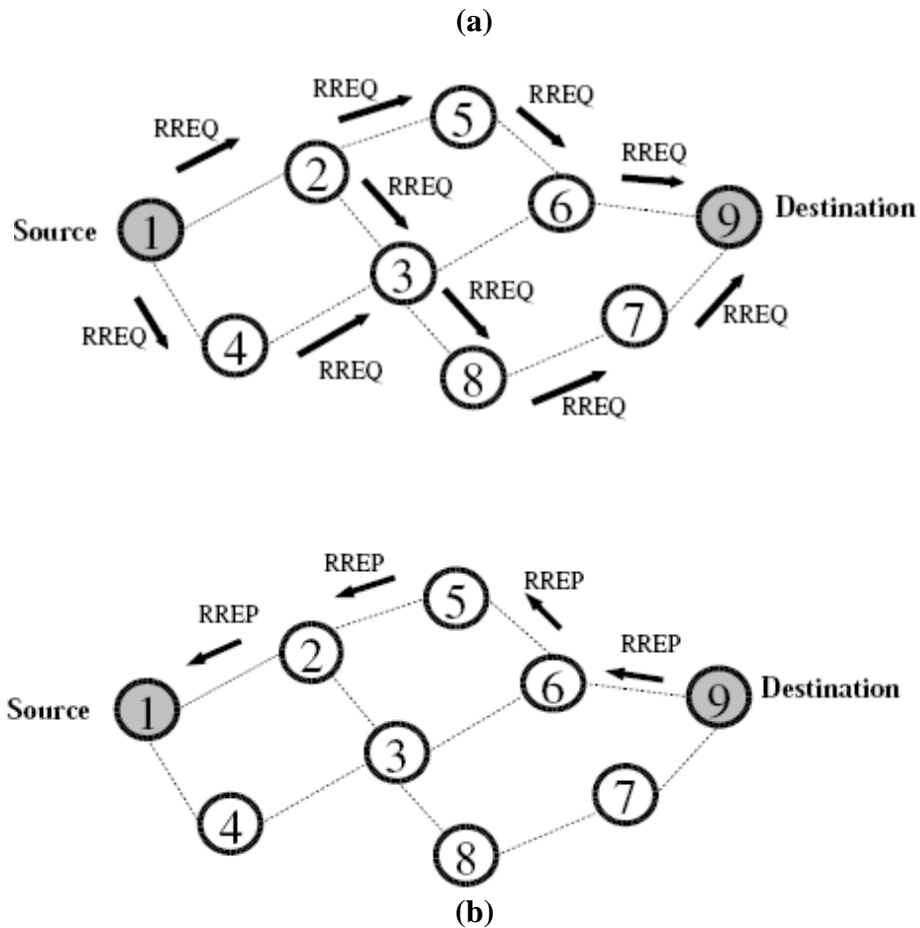 (a)
RREQ
RREQ
RREQ
5
RREQ
2
RREQ
6
RREQ
Source
1
9
Destination
3
RREQ
RREQ
4
RREQ
8
7
RREQ
RREQ
RREP
RREP
5
RREP
RREP
2
6
Source
1
9
Destination
3
4
7
8
(b)